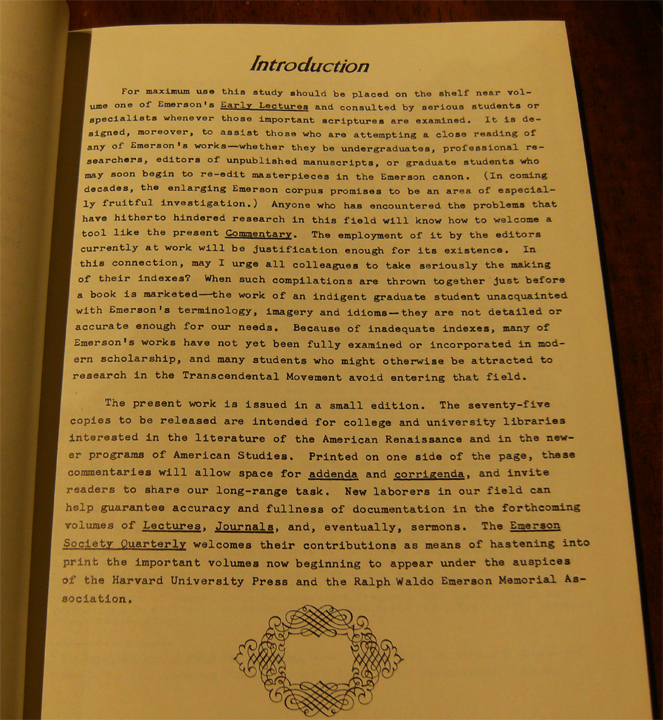 Introduction
For maximum use this study should be placed on the shelf near vol-
ume one of Emerson's Early Lectures and consulted by serious students or
specialists whenever those important scriptures are examined. It is de-
signed, moreover, to assist those who are attempting a close reading of
any of Emerson's works—whether they be undergraduates, professional re-
searchers, editors of unpublished manuscripts, or graduate students who
may soon begin to re-edit masterpieces in the Emerson canon. (In coming
decades, the enlarging Emerson corpus promises to be an area of especial-
ly fruitful investigation.) Anyone who has encountered the problems that
have hitherto hindered research in this field will know how to welcome a
tool like the present Commentary. The employment of it by the editors
currently at work will be justification enough for its existence. In
this connection, may I urge all colleagues to take seriously the making
of their indexes? When such compilations are thrown together just before
a book is marketed—the work of an indigent graduate student unacquainted
with Emerson's terminology, imagery and idioms—they are not detailed or
accurate enough for our needs. Because of inadequate indexes, many of
Emerson's works have not yet been fully examined or incorporated in mod-
ern scholarship, and many students who might otherwise be attracted to
research in the Transcendental Movement avoid entering that field.
The present work is issued in a small edition. The seventy-five
copies to be released are intended for college and university libraries
interested in the literature of the American Renaissance and in the new-
er programs of American Studies. Printed on one side of the page, these
commentaries will allow space for addenda and corrigenda, and invite
readers to share our long-range task. New laborers in our field can
help guarantee accuracy and fullness of documentation in the forthcoming
volumes of Lectures, Journals, and, eventually, sermons. The Emerson
Society Quarterly welcomes their contributions as means of hastening into
print the important volumes now beginning to appear under the auspices
of the Harvard University Press and the Ralph Waldo Emerson Memorial As-
sociation.